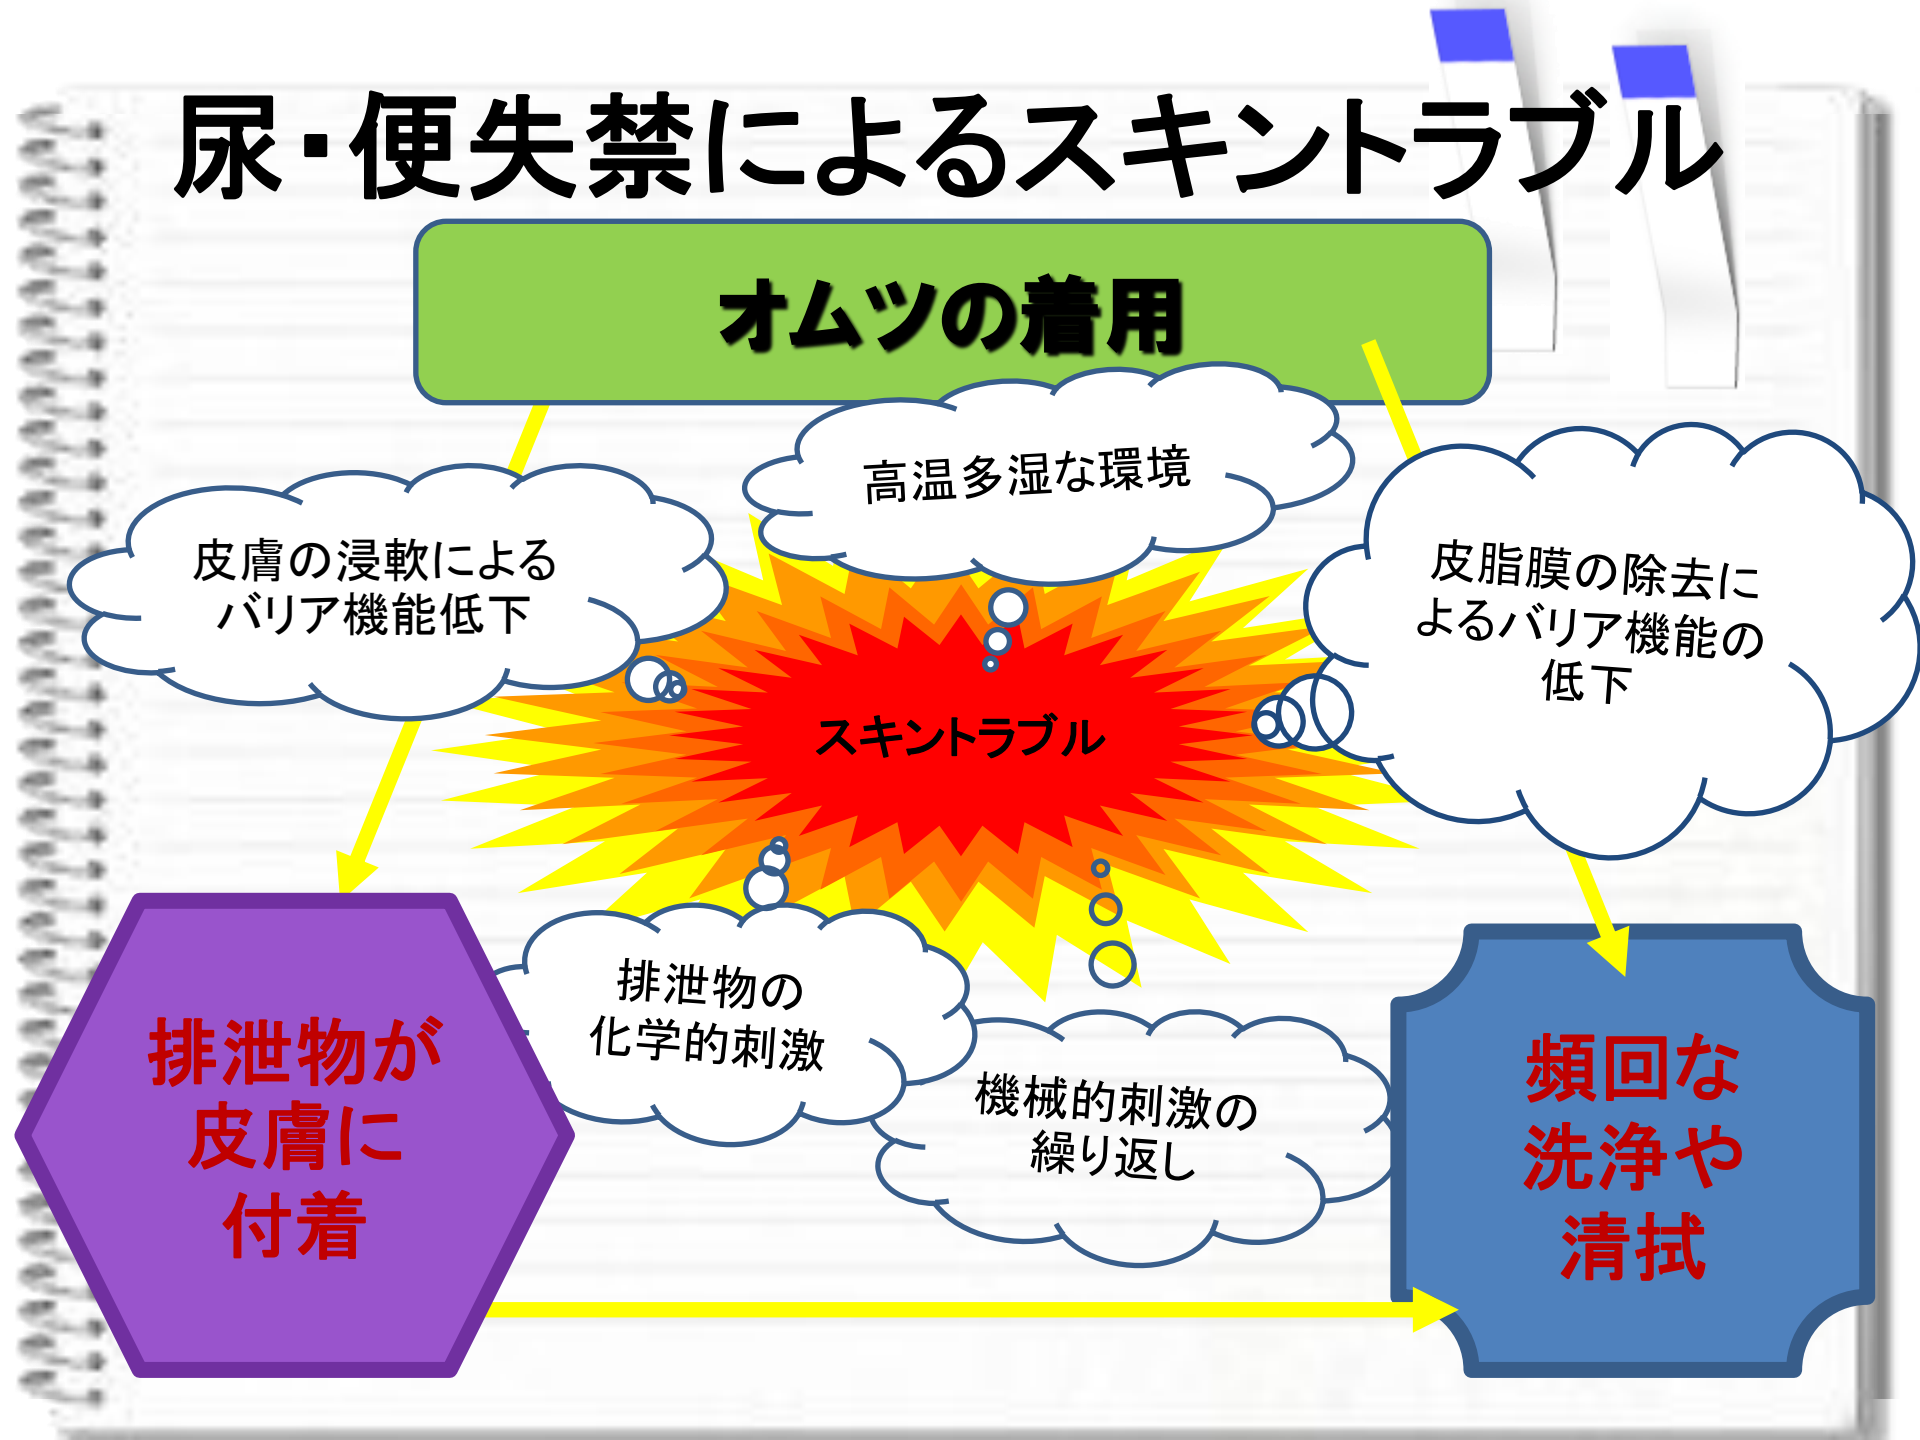 尿・便失禁によるスキントラブル
オムツの着用
高温多湿な環境
皮膚の浸軟による
バリア機能低下
皮脂膜の除去に
よるバリア機能の
低下
スキントラブル
排泄物の
化学的刺激
機械的刺激の
繰り返し
排泄物が
皮膚に
付着
頻回な
洗浄や
清拭